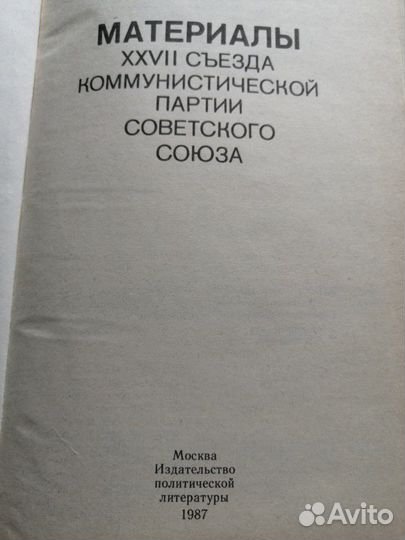 МАТЕРИАЛЫ
XXVII СЪЕЗДА
КОММУНИСТИЧЕСКОЙ
ПАРТИИ
СОВЕТСКОГО
СОЮЗА
Москва
Издательство
политической
литературы
1987
Avito